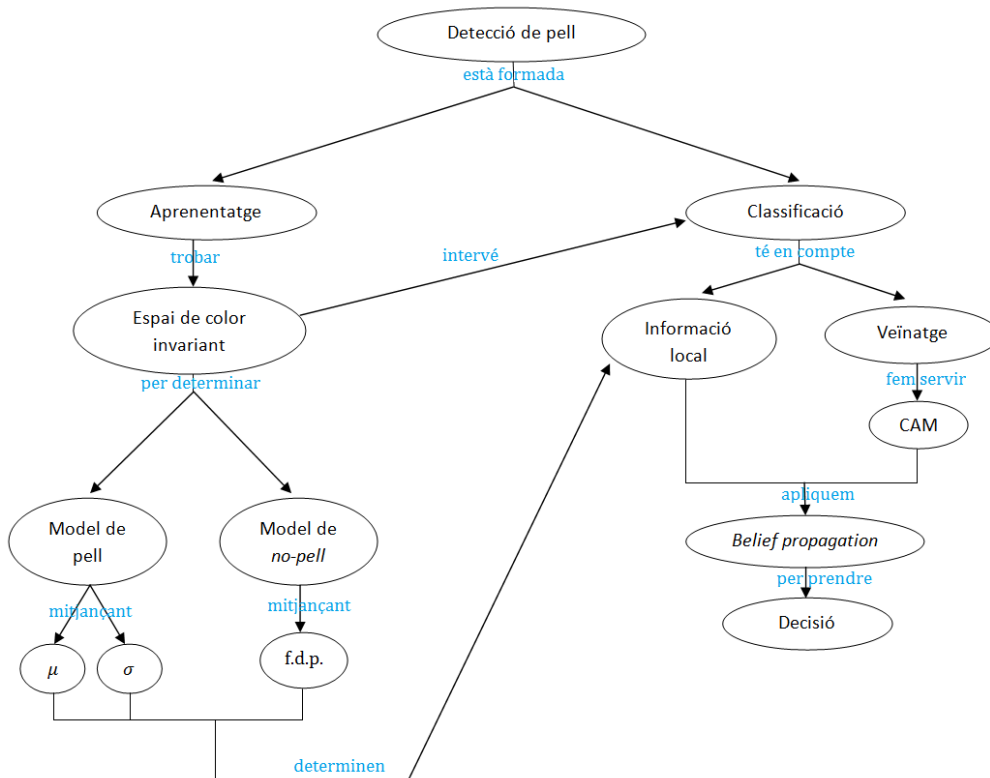 Detecció de pell
està formada
Aprenentatge
Classificació
trobar
intervé
té en compte
Espai de color
invariant
Informació
local
Veïnatge
per determinar
fem servir
CAM
apliquem
Model de
pell
Model de
no-pell
Belief propagation
per prendre
mitjançant
mitjançant
Decisió
μ
σ
f.d.p.
determinen